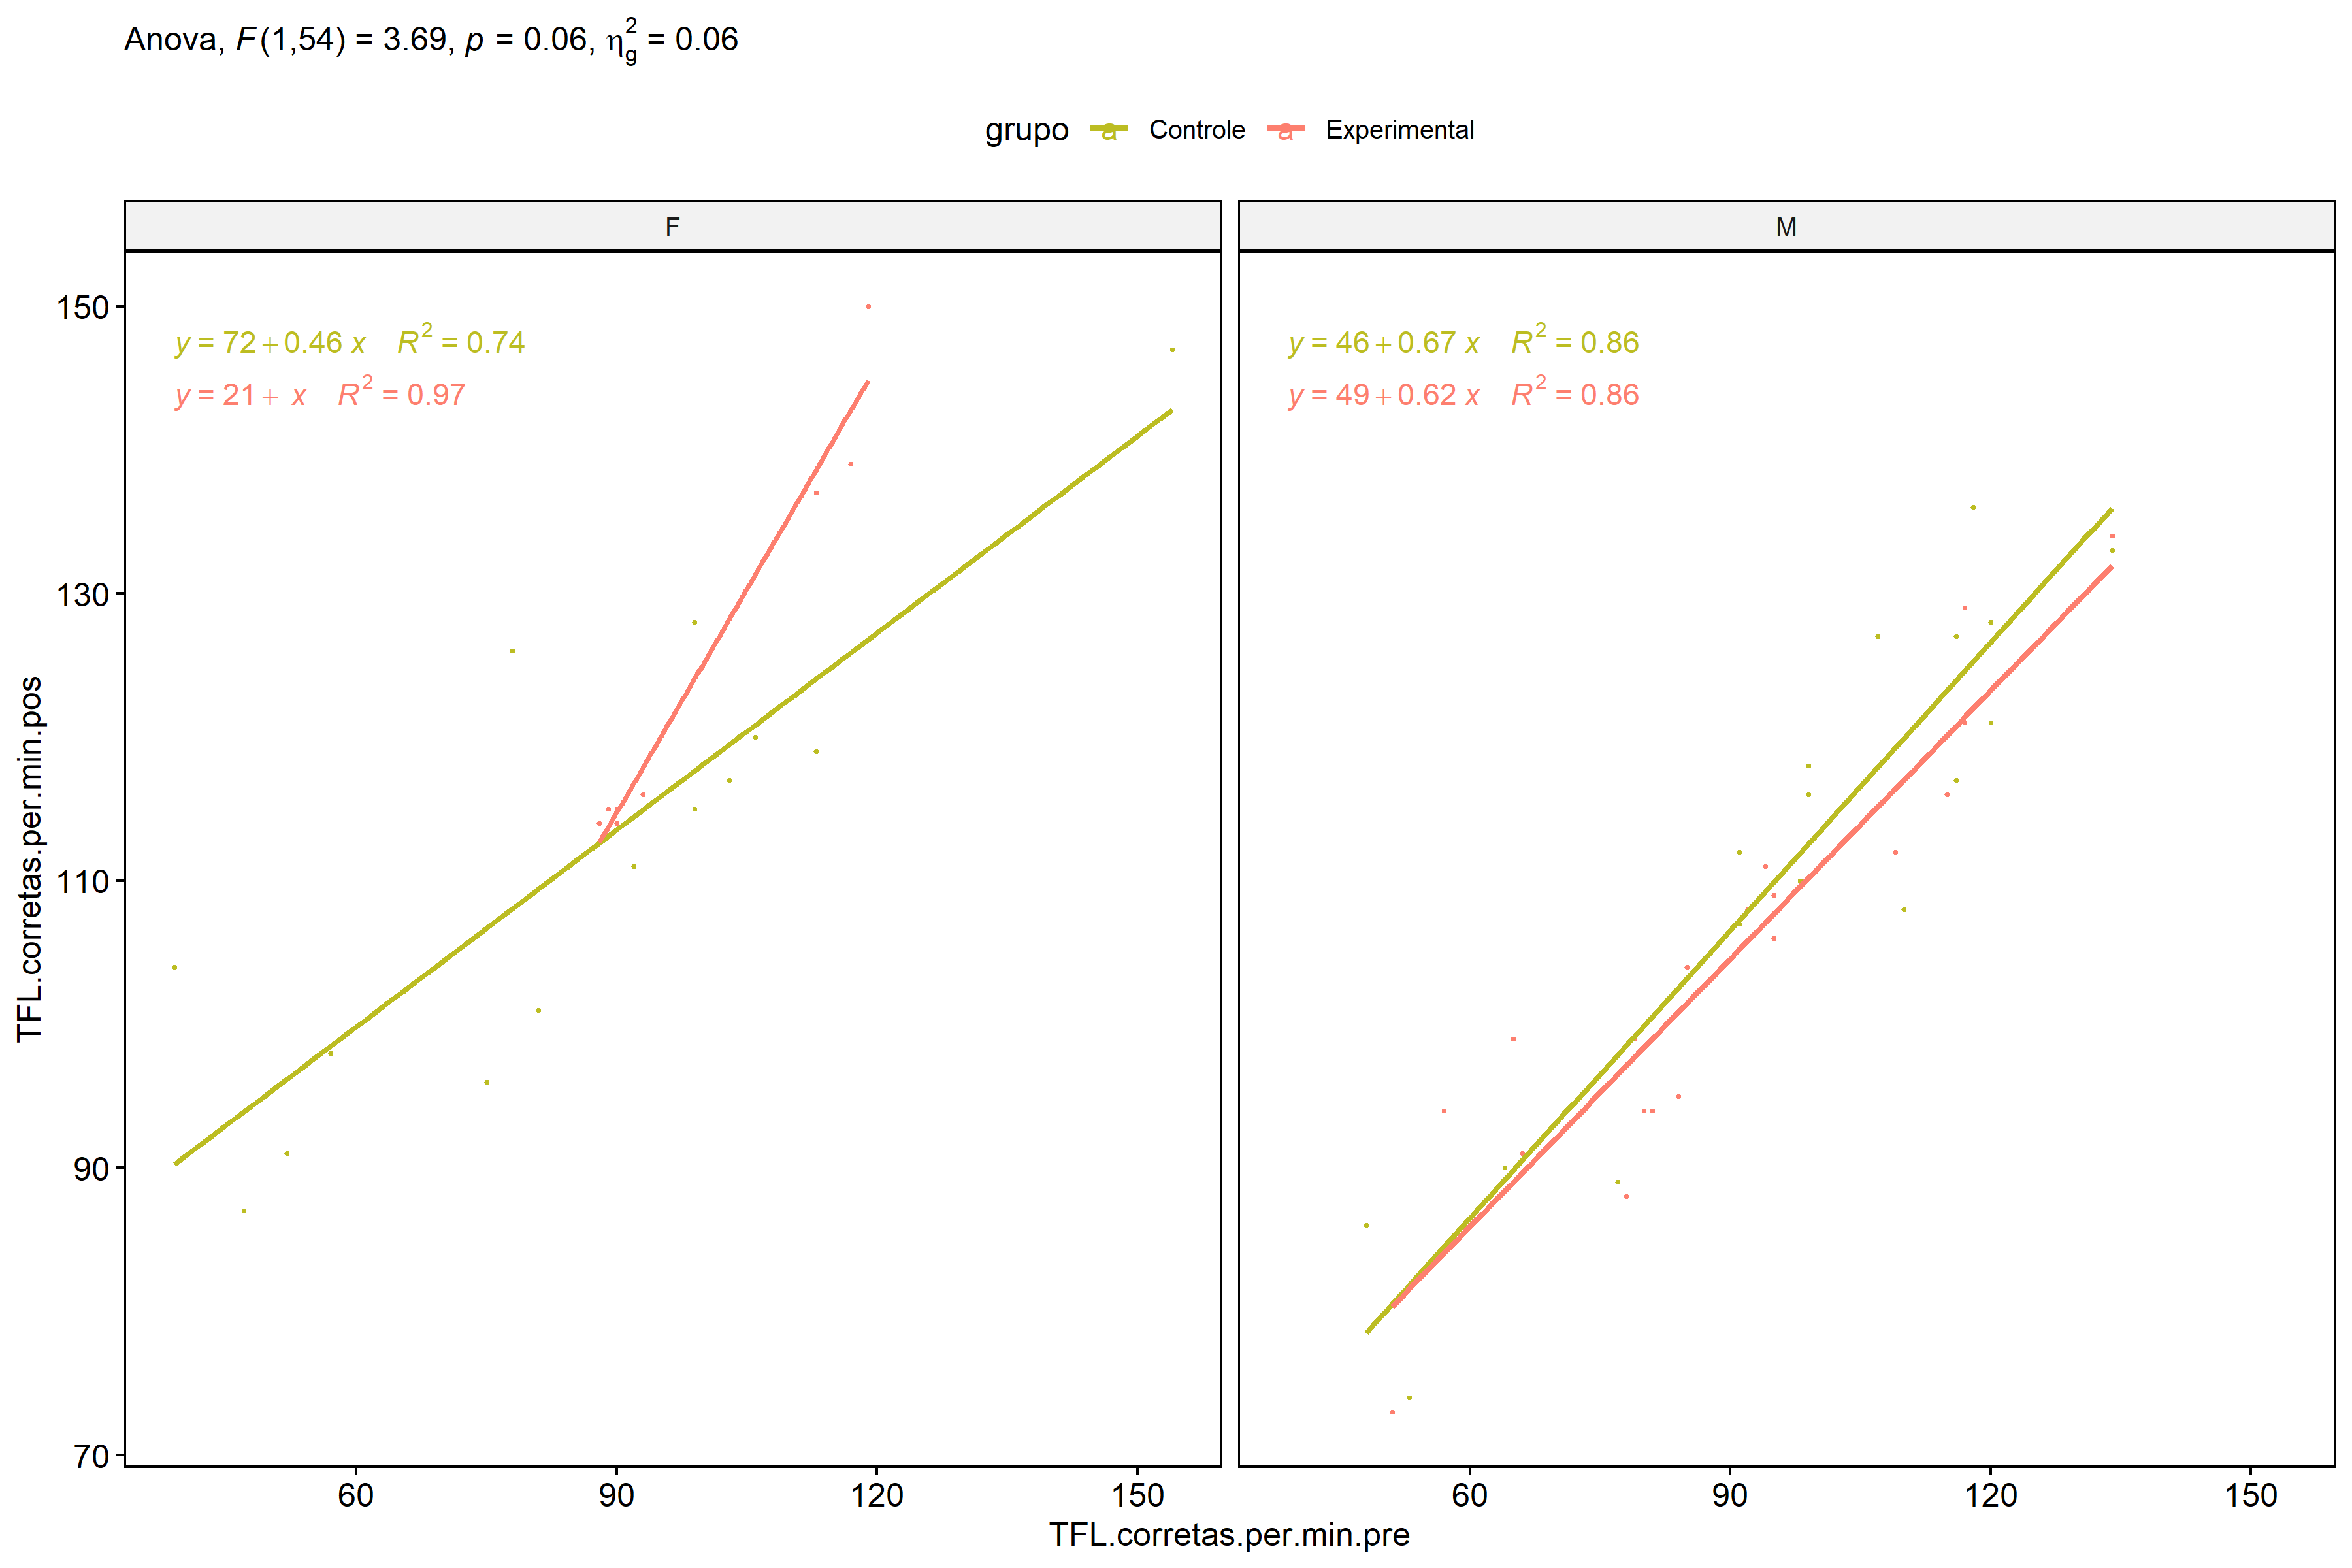 Anova, F(1,54) = 3.69, p = 0.06, η²g = 0.06
grupo a Controle a Experimental
F
M
y = 72 + 0.46 x R² = 0.74
y = 21 + x R² = 0.97
y = 46 + 0.67 x R² = 0.86
y = 49 + 0.62 x R² = 0.86
150
130
110
90
70
TFL.corretas.per.min.pos
60 90 120 150
60 90 120 150
TFL.corretas.per.min.pre